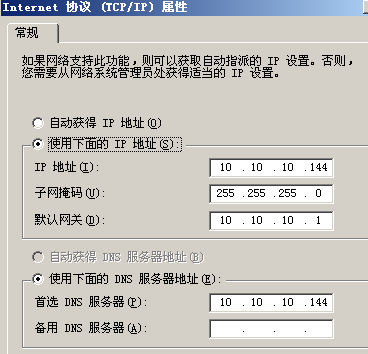 Internet 协议 (TCP/IP) 属性
常规
如果网络支持此功能，则可以获取自动指派的 IP 设置。否则，
您需要从网络系统管理员处获得适当的 IP 设置。
自动获得 IP 地址(O)
使用下面的 IP 地址(S):
IP 地址(I): 10 . 10 . 10 .144
子网掩码(U): 255 .255 .255 . 0
默认网关(D): 10 . 10 . 10 . 1
自动获得 DNS 服务器地址(B)
使用下面的 DNS 服务器地址(E):
首选 DNS 服务器(P): 10 . 10 . 10 .144
备用 DNS 服务器(A): . . .